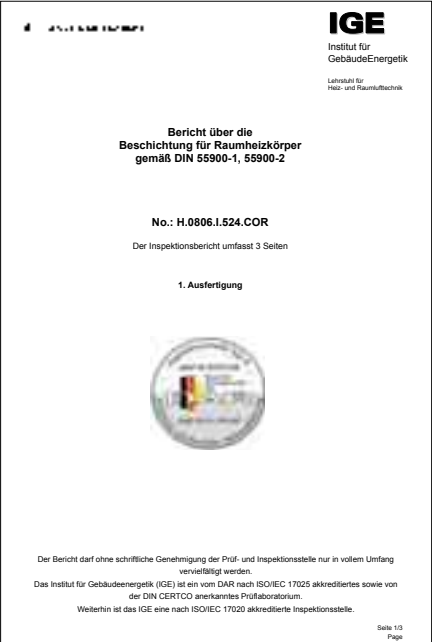 IGE
Institut für
GebäudeEnergetik
Lehrstuhl für
Heiz- und Raumlufttechnik
Bericht über die
Beschichtung für Raumheizkörper
gemäß DIN 55900-1, 55900-2
No.: H.0806.I.524.COR
Der Inspektionsbericht umfasst 3 Seiten
1. Ausfertigung
Der Bericht darf ohne schriftliche Genehmigung der Prüf- und Inspektionsstelle nur in vollem Umfang
vervielfältigt werden.
Das Institut für Gebäudeenergetik (IGE) ist ein vom DAR nach ISO/IEC 17025 akkreditiertes sowie von
der DIN CERTCO anerkanntes Prüflaboratorium.
Weiterhin ist das IGE eine nach ISO/IEC 17020 akkreditierte Inspektionsstelle.
Seite 1/3
Page